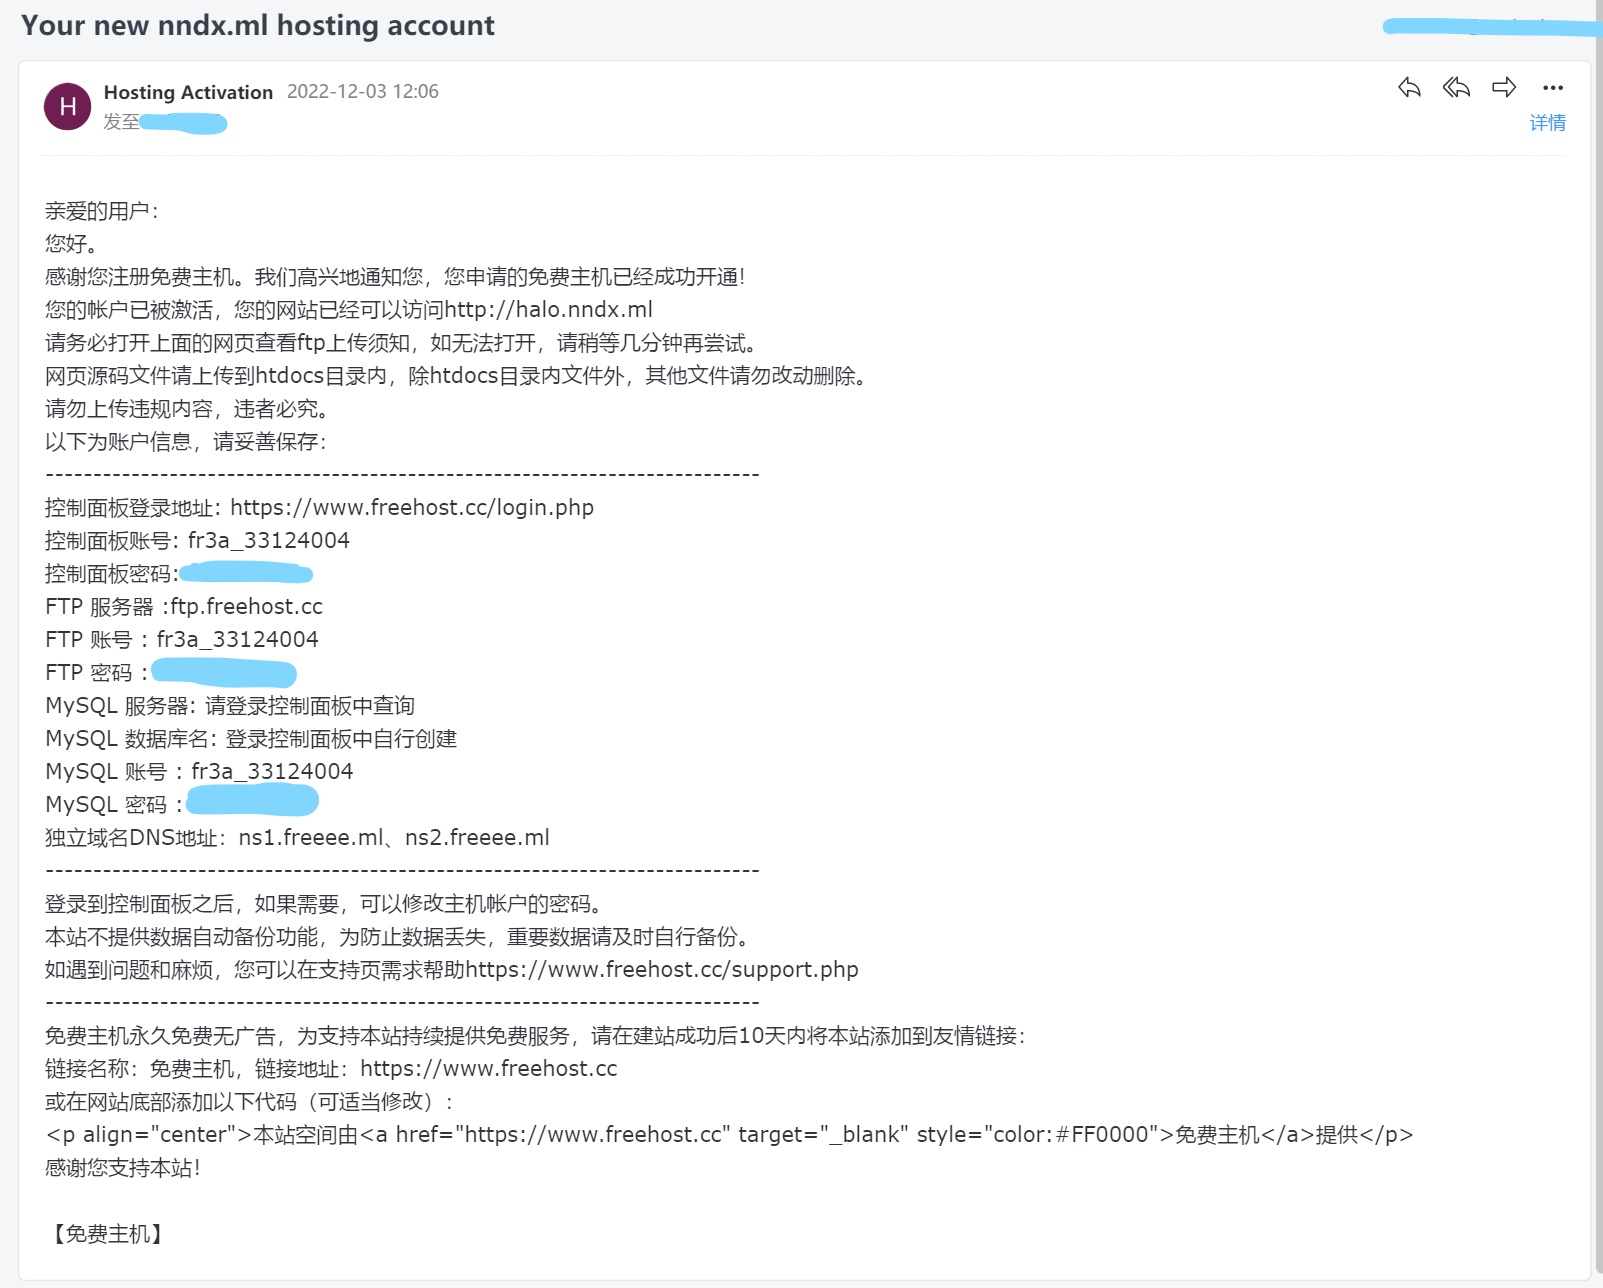 Your new nndx.ml hosting account
H
Hosting Activation 2022-12-03 12:06
发至
详情
亲爱的用户：
您好。
感谢您注册免费主机。我们高兴地通知您，您申请的免费主机已经成功开通！
您的帐户已被激活，您的网站已经可以访问http://halo.nndx.ml
请务必打开上面的网页查看ftp上传须知，如无法打开，请稍等几分钟再尝试。
网页源码文件请上传到htdocs目录内，除htdocs目录内文件外，其他文件请勿改动删除。
请勿上传违规内容，违者必究。
以下为账户信息，请妥善保存：
---------------------------------------------------------------------------
控制面板登录地址：https://www.freehost.cc/login.php
控制面板账号：fr3a_33124004
控制面板密码:
FTP 服务器 :ftp.freehost.cc
FTP 账号 : fr3a_33124004
FTP 密码 :
MySQL 服务器：请登录控制面板中查询
MySQL 数据库名：登录控制面板中自行创建
MySQL 账号 : fr3a_33124004
MySQL 密码 :
独立域名DNS地址：ns1.freeee.ml、ns2.freeee.ml
---------------------------------------------------------------------------
登录到控制面板之后，如果需要，可以修改主机帐户的密码。
本站不提供数据自动备份功能，为防止数据丢失，重要数据请及时自行备份。
如遇到问题和麻烦，您可以在支持页需求帮助https://www.freehost.cc/support.php
---------------------------------------------------------------------------
免费主机永久免费无广告，为支持本站持续提供免费服务，请在建站成功后10天内将本站添加到友情链接：
链接名称：免费主机，链接地址：https://www.freehost.cc
或在网站底部添加以下代码（可适当修改）:
<p align="center">本站空间由<a href="https://www.freehost.cc" target="_blank" style="color:#FF0000">免费主机</a>提供</p>
感谢您支持本站！
【免费主机】